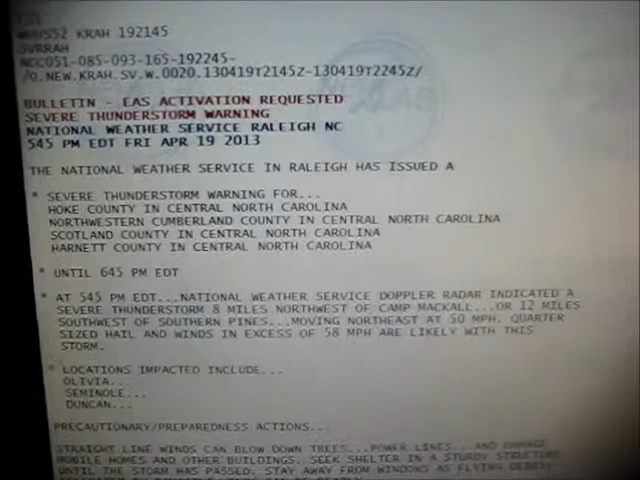 WUUS52 KRAH 192145
SVRRAH
NCC051-085-093-165-192245-
/O.NEW.KRAH.SV.W.0020.130419T2145Z-130419T2245Z/
BULLETIN - EAS ACTIVATION REQUESTED
SEVERE THUNDERSTORM WARNING
NATIONAL WEATHER SERVICE RALEIGH NC
545 PM EDT FRI APR 19 2013
THE NATIONAL WEATHER SERVICE IN RALEIGH HAS ISSUED A
* SEVERE THUNDERSTORM WARNING FOR...
HOKE COUNTY IN CENTRAL NORTH CAROLINA
NORTHWESTERN CUMBERLAND COUNTY IN CENTRAL NORTH CAROLINA
SCOTLAND COUNTY IN CENTRAL NORTH CAROLINA
HARNETT COUNTY IN CENTRAL NORTH CAROLINA
* UNTIL 645 PM EDT
* AT 545 PM EDT...NATIONAL WEATHER SERVICE DOPPLER RADAR INDICATED A
SEVERE THUNDERSTORM 8 MILES NORTHWEST OF CAMP MACKALL...OR 12 MILES
SOUTHWEST OF SOUTHERN PINES...MOVING NORTHEAST AT 50 MPH. QUARTER
SIZED HAIL AND WINDS IN EXCESS OF 58 MPH ARE LIKELY WITH THIS
STORM.
* LOCATIONS IMPACTED INCLUDE...
OLIVIA...
SEMINOLE...
DUNCAN...
PRECAUTIONARY/PREPAREDNESS ACTIONS...
STRAIGHT LINE WINDS CAN BLOW DOWN TREES...POWER LINES...AND DAMAGE
MOBILE HOMES AND OTHER BUILDINGS. SEEK SHELTER IN A STURDY STRUCTURE
UNTIL THE STORM HAS PASSED. STAY AWAY FROM WINDOWS AS FLYING DEBRIS